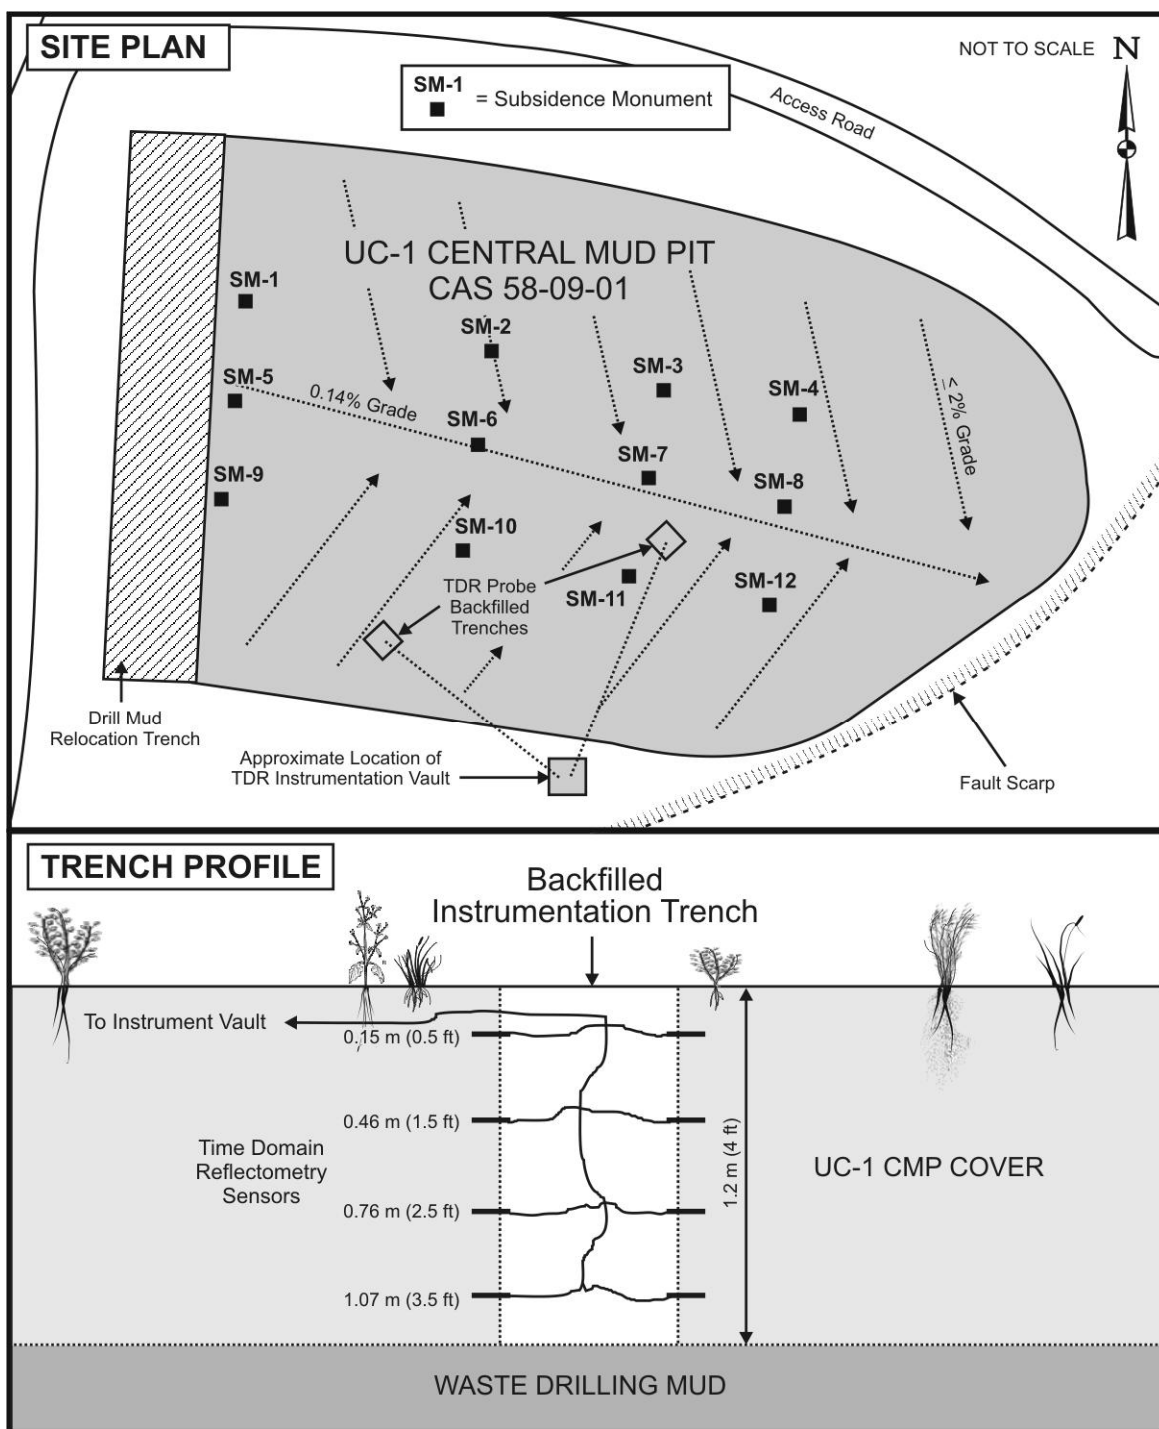 SITE PLAN
NOT TO SCALE
N
SM-1
= Subsidence Monument
Access Road
UC-1 CENTRAL MUD PIT
CAS 58-09-01
SM-1
SM-2
SM-3
SM-4
SM-5
0.14% Grade
< 2% Grade
SM-6
SM-7
SM-8
SM-9
SM-10
TDR Probe
Backfilled
Trenches
SM-11
SM-12
Drill Mud
Relocation Trench
Approximate Location of
TDR Instrumentation Vault
Fault Scarp
TRENCH PROFILE
Backfilled
Instrumentation Trench
To Instrument Vault
0.15 m (0.5 ft)
0.46 m (1.5 ft)
Time Domain
Reflectometry
Sensors
0.76 m (2.5 ft)
1.07 m (3.5 ft)
1.2 m (4 ft)
UC-1 CMP COVER
WASTE DRILLING MUD